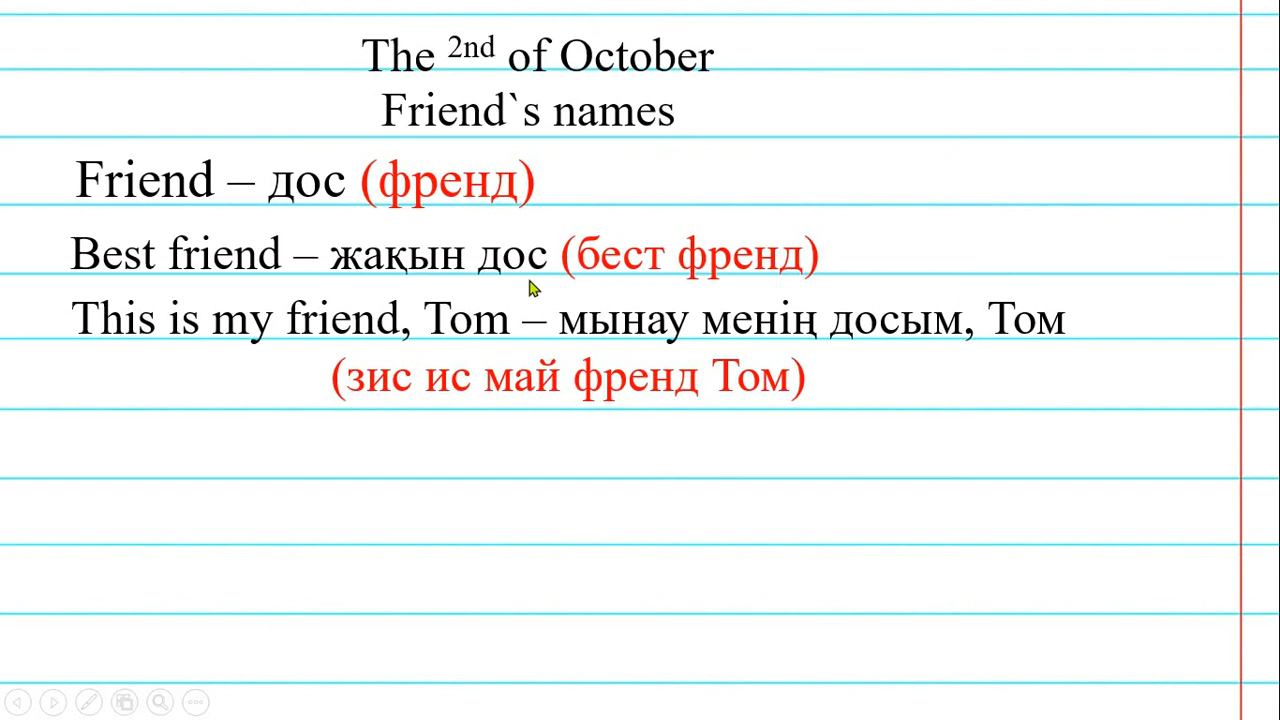 The 2nd of October
Friend`s names
Friend – дос (френд)
Best friend – жақын дос (бест френд)
This is my friend, Tom – мынау менің досым, Том
(зис ис май френд Том)